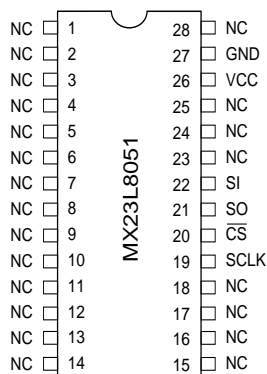 NC 1 28 NC
NC 2 27 GND
NC 3 26 VCC
NC 4 25 NC
NC 5 24 NC
NC 6 23 NC
NC 7 22 SI
NC 8 21 SO
NC 9 20 C̅S̅
NC 10 19 SCLK
NC 11 18 NC
NC 12 17 NC
NC 13 16 NC
NC 14 15 NC
MX23L8051